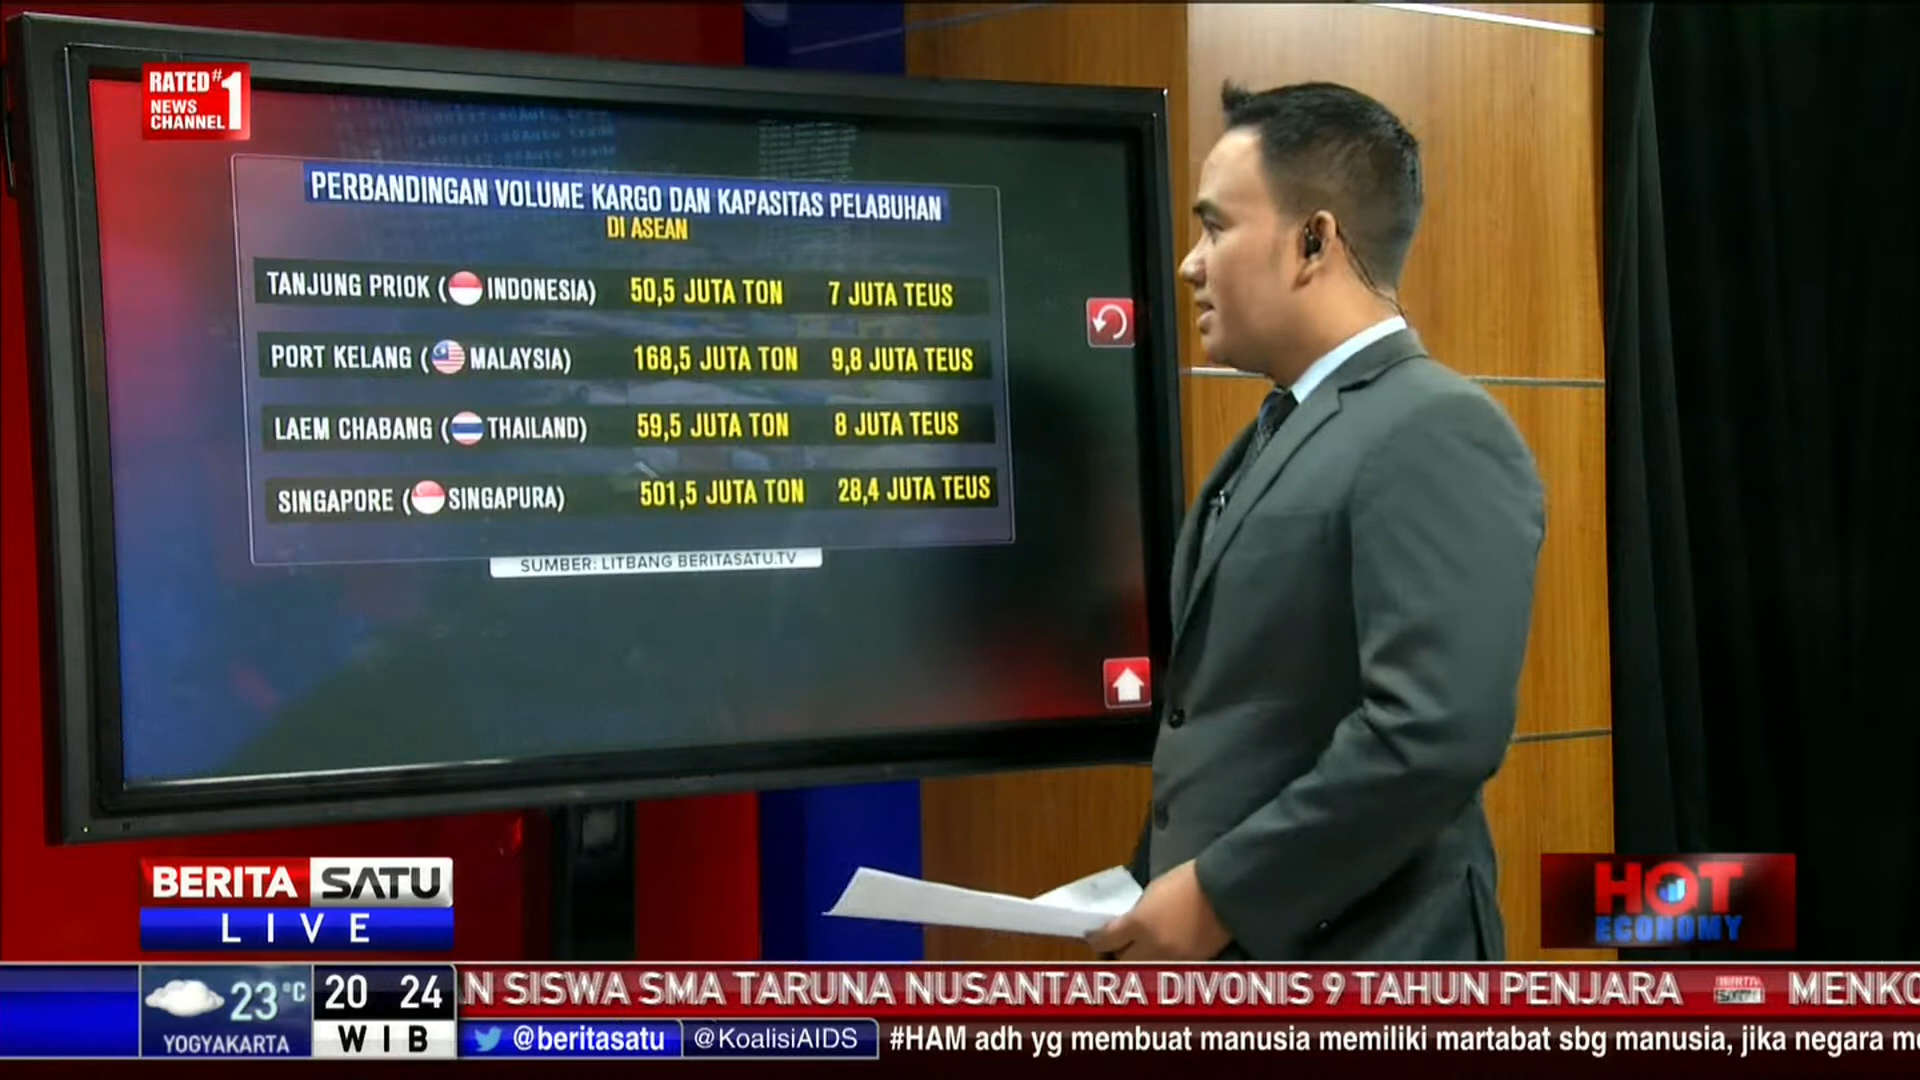 RATED #1
NEWS
CHANNEL
PERBANDINGAN VOLUME KARGO DAN KAPASITAS PELABUHAN
DI ASEAN
TANJUNG PRIOK (INDONESIA) 50,5 JUTA TON 7 JUTA TEUS
PORT KELANG (MALAYSIA) 168,5 JUTA TON 9,8 JUTA TEUS
LAEM CHABANG (THAILAND) 59,5 JUTA TON 8 JUTA TEUS
SINGAPORE (SINGAPURA) 501,5 JUTA TON 28,4 JUTA TEUS
SUMBER: LITBANG BERITASATU.TV
BERITA SATU
LIVE
HOT
ECONOMY
23°C
YOGYAKARTA
20 24
WIB
N SISWA SMA TARUNA NUSANTARA DIVONIS 9 TAHUN PENJARA BERITA SATU MENKO
@beritasatu @KoalisiAIDS #HAM adh yg membuat manusia memiliki martabat sbg manusia, jika negara me